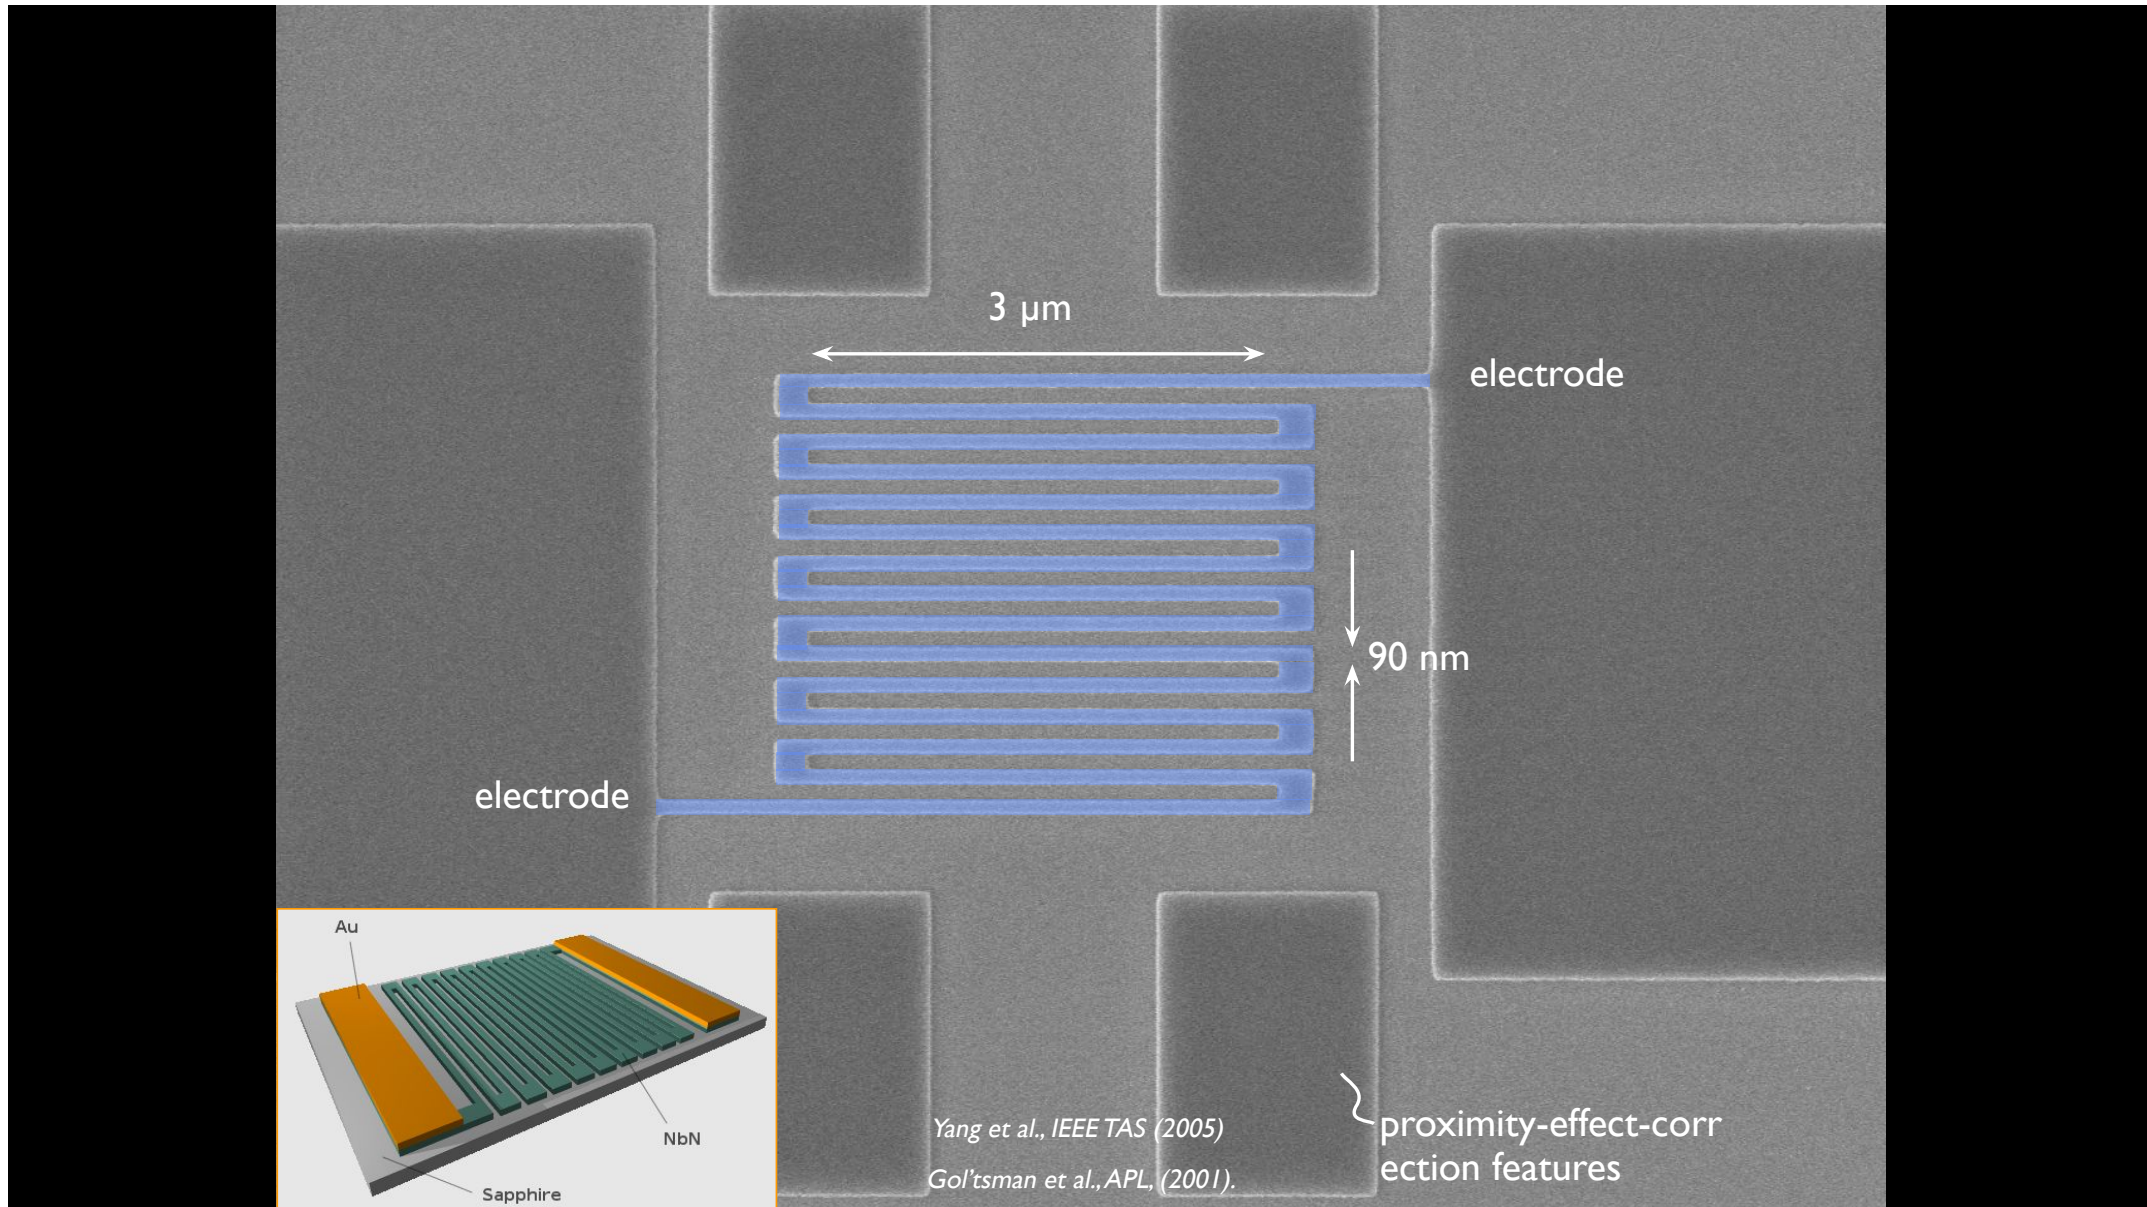 3 µm
electrode
90 nm
electrode
Au
NbN
Sapphire
Yang et al., IEEE TAS (2005)
Gol'tsman et al., APL, (2001).
proximity-effect-corr
ection features